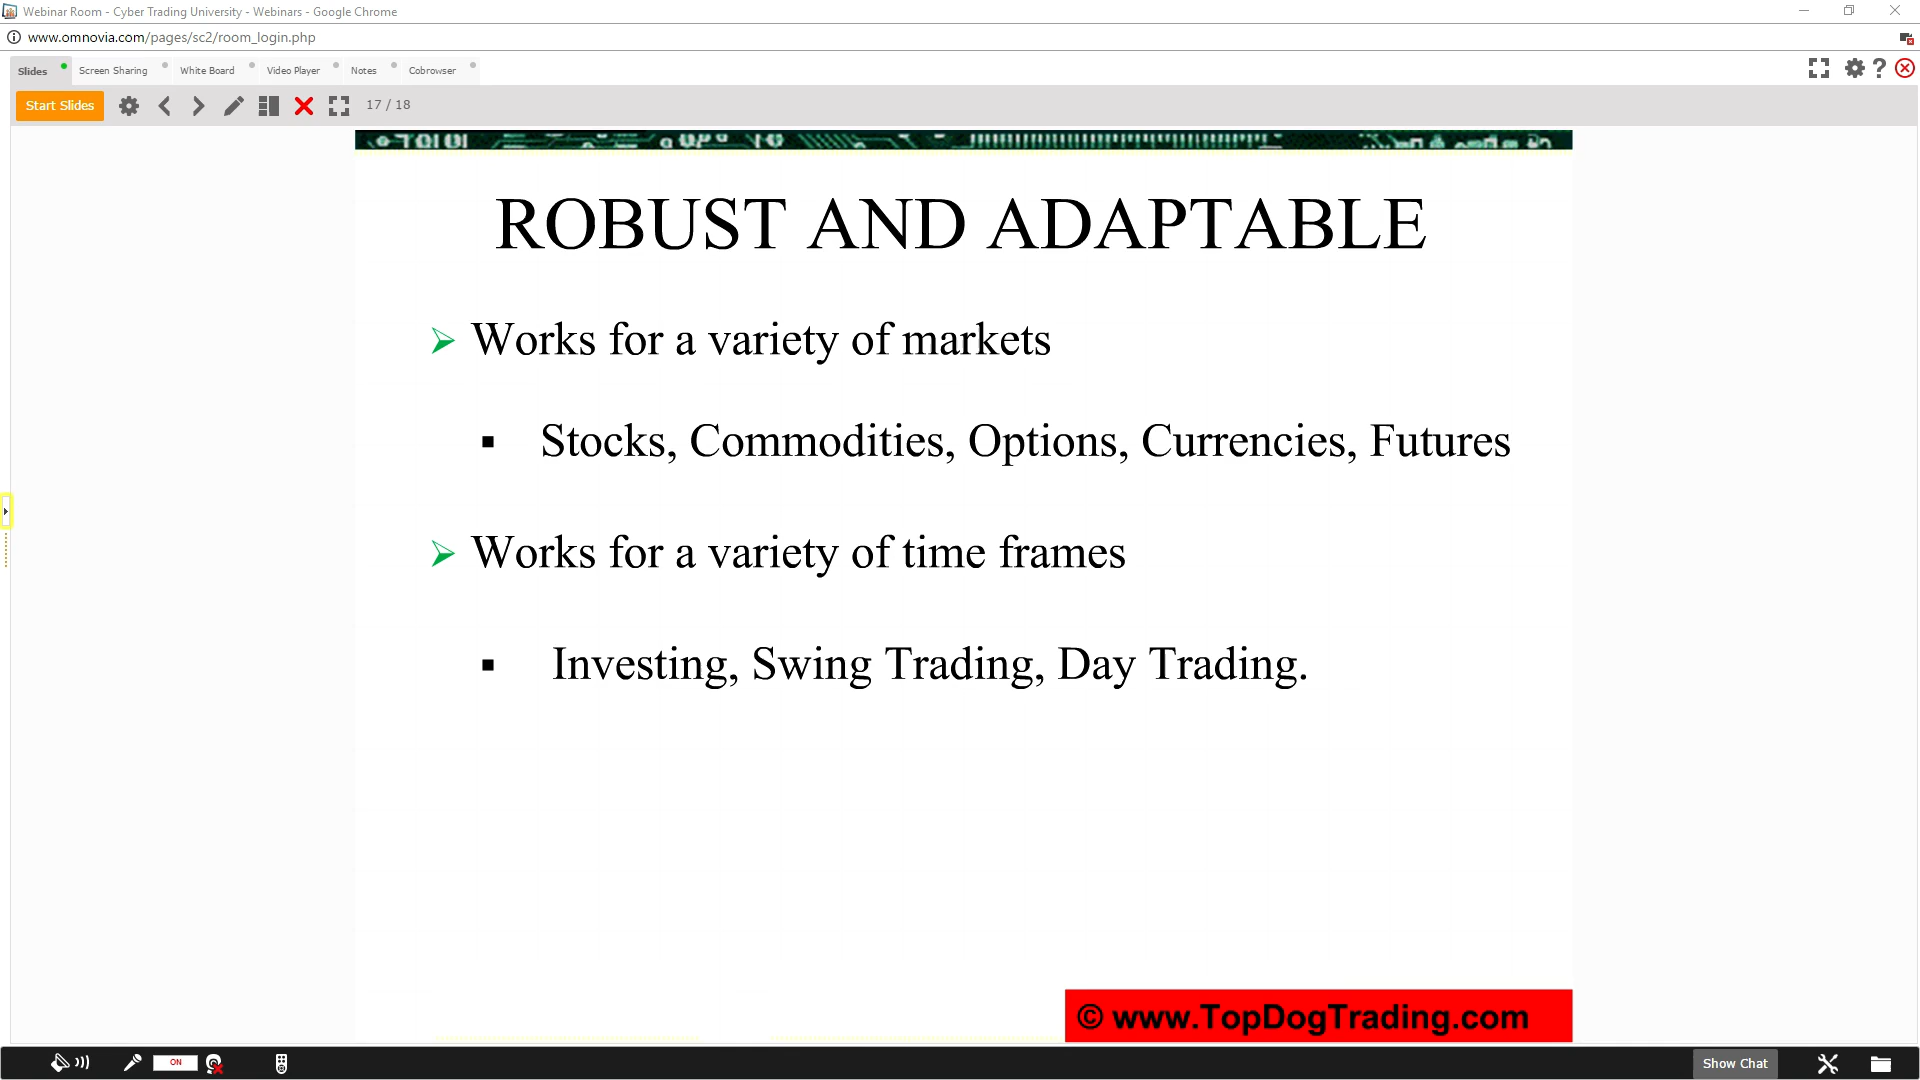 Webinar Room - Cyber Trading University - Webinars - Google Chrome
www.omnovia.com/pages/sc2/room_login.php
Slides Screen Sharing White Board Video Player Notes Cobrowser
Start Slides 17 / 18
ROBUST AND ADAPTABLE
Works for a variety of markets
Stocks, Commodities, Options, Currencies, Futures
Works for a variety of time frames
Investing, Swing Trading, Day Trading.
© www.TopDogTrading.com
ON Show Chat